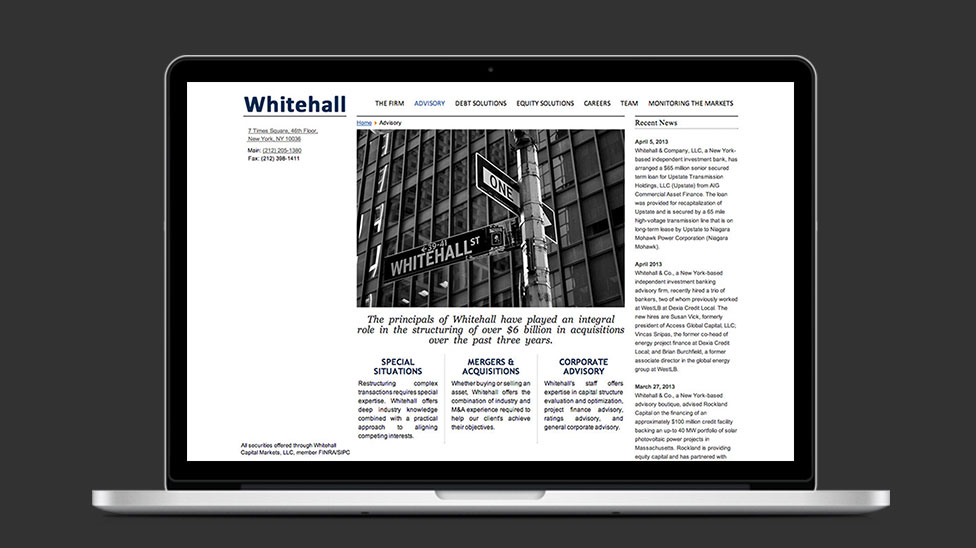 Whitehall
THE FIRM ADVISORY DEBT SOLUTIONS EQUITY SOLUTIONS CAREERS TEAM MONITORING THE MARKETS
7 Times Square, 46th Floor,
New York, NY 10036
Main: (212) 205-1380
Fax: (212) 398-1411
Home › Advisory
ONE
4-39-41
WHITEHALL ST
The principals of Whitehall have played an integral
role in the structuring of over $6 billion in acquisitions
over the past three years.
SPECIAL
SITUATIONS
Restructuring complex
transactions requires special
expertise. Whitehall offers
deep industry knowledge
combined with a practical
approach to aligning
competing interests.
MERGERS &
ACQUISITIONS
Whether buying or selling an
asset, Whitehall offers the
combination of industry and
M&A experience required to
help our client's achieve
their objectives.
CORPORATE
ADVISORY
Whitehall's staff offers
expertise in capital structure
evaluation and optimization,
project finance advisory,
ratings advisory, and
general corporate advisory.
Recent News
April 5, 2013
Whitehall & Company, LLC, a New York-
based independent investment bank, has
arranged a $65 million senior secured
term loan for Upstate Transmission
Holdings, LLC (Upstate) from AIG
Commercial Asset Finance. The loan
was provided for recapitalization of
Upstate and is secured by a 65 mile
high-voltage transmission line that is on
long-term lease by Upstate to Niagara
Mohawk Power Corporation (Niagara
Mohawk).
April 2013
Whitehall & Co., a New York-based
independent investment banking
advisory firm, recently hired a trio of
bankers, two of whom previously worked
at WestLB at Dexia Credit Local. The
new hires are Susan Vick, formerly
president of Access Global Capital, LLC;
Vincas Snipas, the former co-head of
energy project finance at Dexia Credit
Local; and Brian Burchfield, a former
associate director in the global energy
group at WestLB.
March 27, 2013
Whitehall & Co., a New York-based
advisory boutique, advised Rockland
Capital on the financing of an
approximately $100 million credit facility
backing an up-to 40 MW portfolio of solar
photovoltaic power projects in
Massachusetts. Rockland is providing
equity capital and has partnered with
All securities offered through Whitehall
Capital Markets, LLC, member FINRA/SIPC